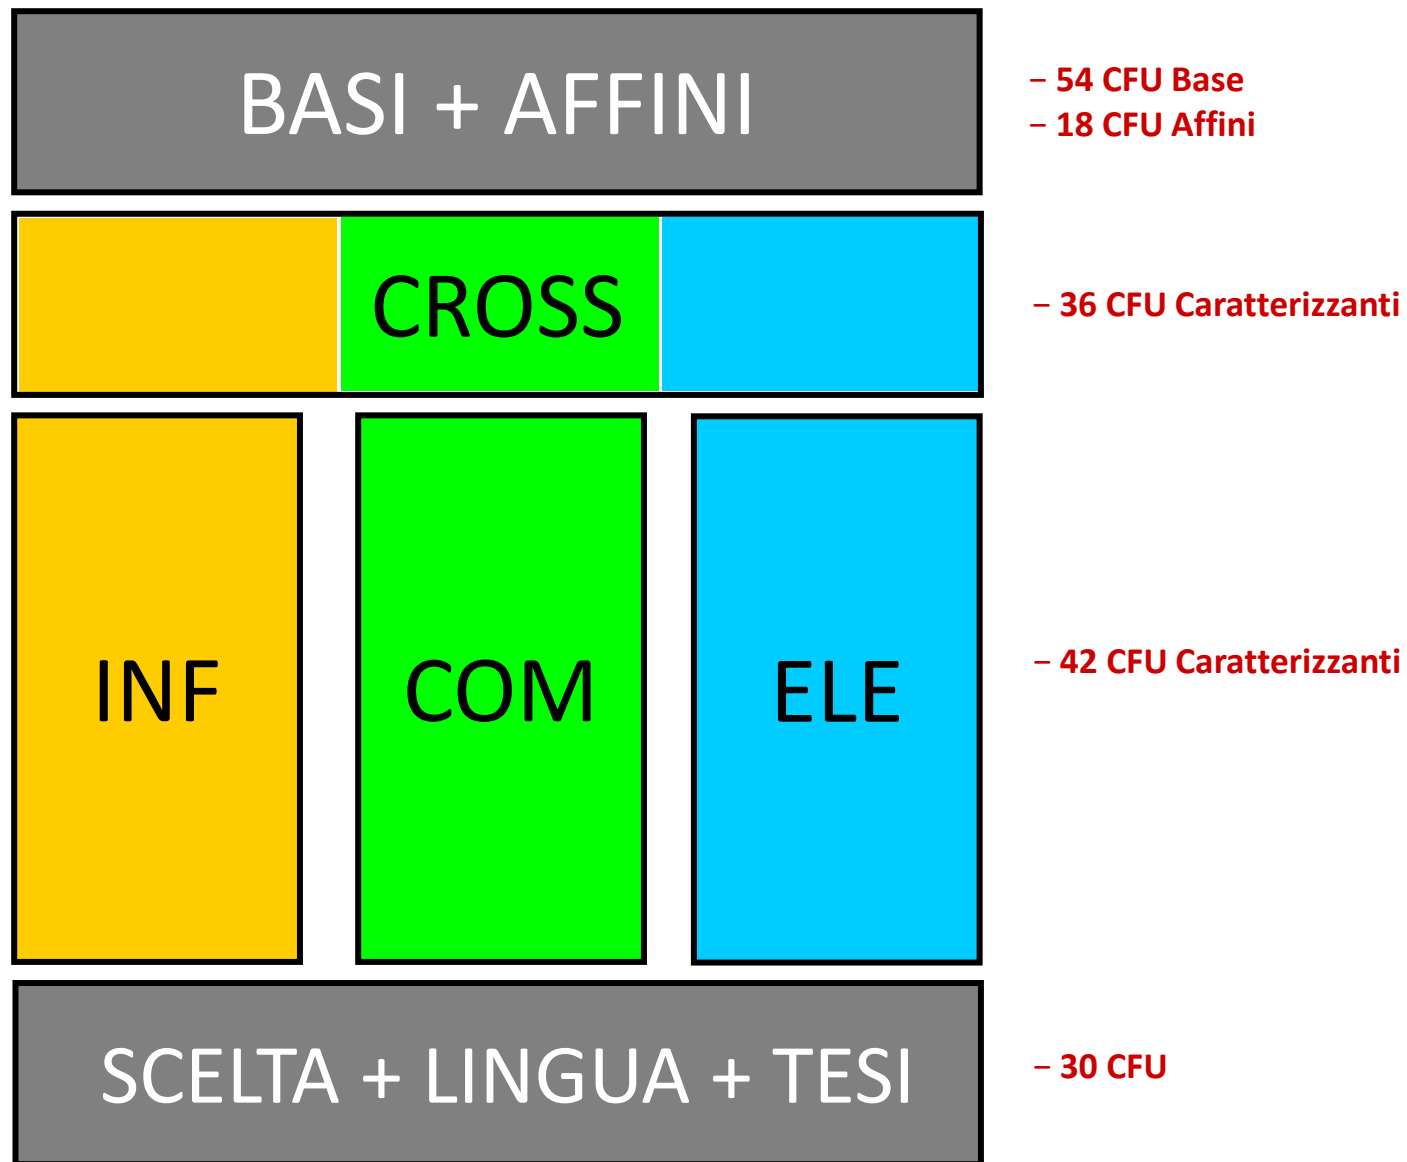 BASI + AFFINI
– 54 CFU Base
– 18 CFU Affini
CROSS
– 36 CFU Caratterizzanti
INF
COM
ELE
– 42 CFU Caratterizzanti
SCELTA + LINGUA + TESI
– 30 CFU